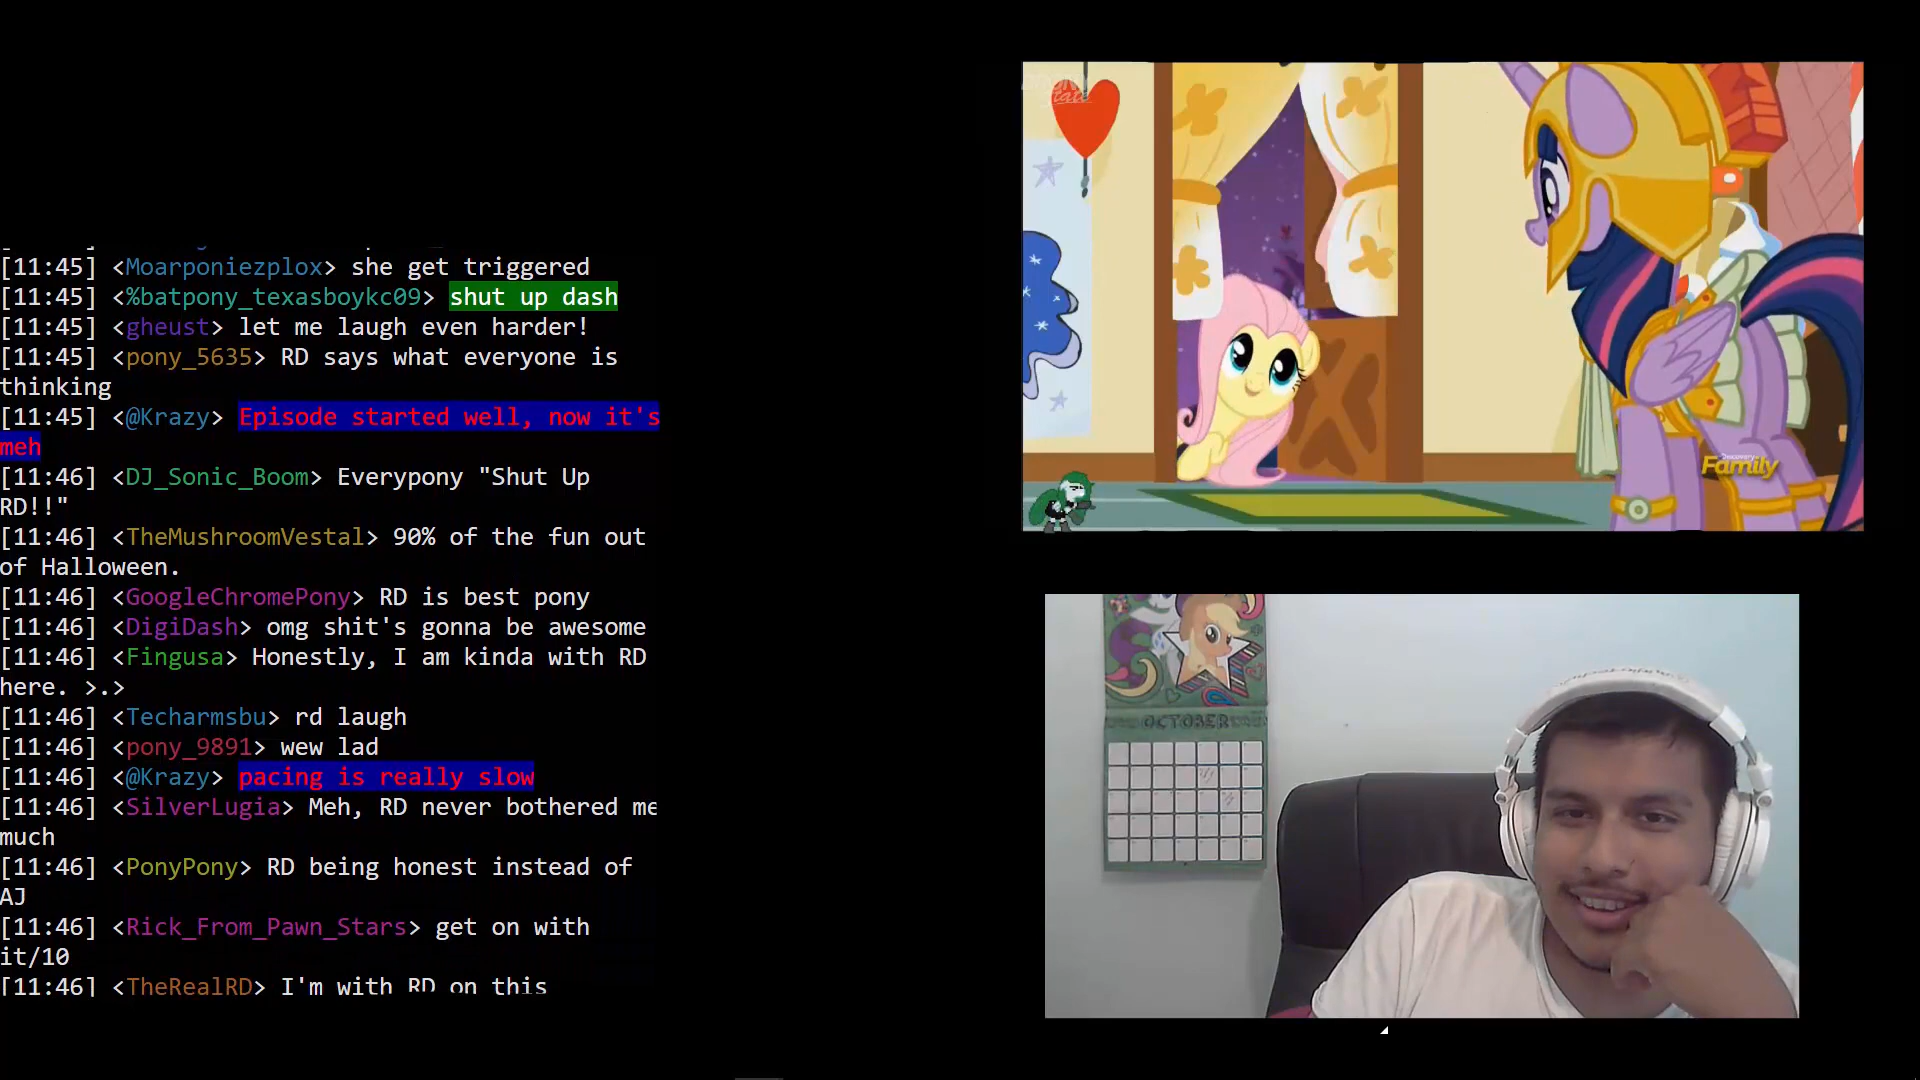 [11:45] <Moarponiezplox> she get triggered
[11:45] <%batpony_texasboykc09> shut up dash
[11:45] <gheust> let me laugh even harder!
[11:45] <pony_5635> RD says what everyone is
thinking
[11:45] <@Krazy> Episode started well, now it's
meh
[11:46] <DJ_Sonic_Boom> Everypony "Shut Up
RD!!"
[11:46] <TheMushroomVestal> 90% of the fun out
of Halloween.
[11:46] <GoogleChromePony> RD is best pony
[11:46] <DigiDash> omg shit's gonna be awesome
[11:46] <Fingusa> Honestly, I am kinda with RD
here. >.>
[11:46] <Techarmsbu> rd laugh
[11:46] <pony_9891> wew lad
[11:46] <@Krazy> pacing is really slow
[11:46] <SilverLugia> Meh, RD never bothered me
much
[11:46] <PonyPony> RD being honest instead of
AJ
[11:46] <Rick_From_Pawn_Stars> get on with
it/10
[11:46] <TheRealRD> I'm with RD on this
Discovery
Family
OCTOBER